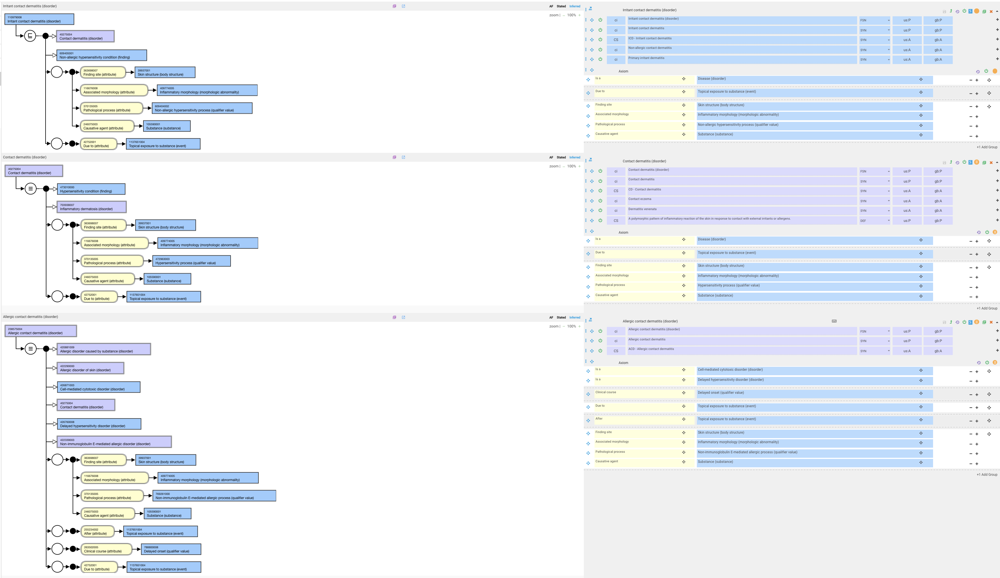 Irritant contact dermatitis (disorder)
AF Stated Inferred
zoom | – 100% +
110979008
Irritant contact dermatitis (disorder)
40275004
Contact dermatitis (disorder)
609405001
Non-allergic hypersensitivity condition (finding)
363698007
Finding site (attribute)
39937001
Skin structure (body structure)
116676008
Associated morphology (attribute)
409774005
Inflammatory morphology (morphologic abnormality)
370135005
Pathological process (attribute)
609404002
Non-allergic hypersensitivity process (qualifier value)
246075003
Causative agent (attribute)
105590001
Substance (substance)
42752001
Due to (attribute)
1137651004
Topical exposure to substance (event)
Irritant contact dermatitis (disorder)
S
ci Irritant contact dermatitis (disorder) FSN us:P gb:P
ci Irritant contact dermatitis SYN us:P gb:P
CS ICD - Irritant contact dermatitis SYN us:A gb:A
ci Non-allergic contact dermatitis SYN us:A gb:A
ci Primary irritant dermatitis SYN us:A gb:A
Axiom
Is a Disease (disorder)
Due to Topical exposure to substance (event)
Finding site Skin structure (body structure)
Associated morphology Inflammatory morphology (morphologic abnormality)
Pathological process Non-allergic hypersensitivity process (qualifier value)
Causative agent Substance (substance)
+1 Add Group
Contact dermatitis (disorder)
AF Stated Inferred
zoom | – 100% +
40275004
Contact dermatitis (disorder)
473010000
Hypersensitivity condition (finding)
703938007
Inflammatory dermatosis (disorder)
363698007
Finding site (attribute)
39937001
Skin structure (body structure)
116676008
Associated morphology (attribute)
409774005
Inflammatory morphology (morphologic abnormality)
370135005
Pathological process (attribute)
472963003
Hypersensitivity process (qualifier value)
246075003
Causative agent (attribute)
105590001
Substance (substance)
42752001
Due to (attribute)
1137651004
Topical exposure to substance (event)
Contact dermatitis (disorder)
S
ci Contact dermatitis (disorder) FSN us:P gb:P
ci Contact dermatitis SYN us:P gb:P
CS CD - Contact dermatitis SYN us:A gb:A
ci Contact eczema SYN us:A gb:A
ci Dermatitis venenata SYN us:A gb:A
CS A polymorphic pattern of inflammatory reaction of the skin in response to contact with external irritants or allergens. DEF us:P gb:P
Axiom
Is a Disease (disorder)
Due to Topical exposure to substance (event)
Finding site Skin structure (body structure)
Associated morphology Inflammatory morphology (morphologic abnormality)
Pathological process Hypersensitivity process (qualifier value)
Causative agent Substance (substance)
+1 Add Group
Allergic contact dermatitis (disorder)
AF Stated Inferred
zoom | – 100% +
238575004
Allergic contact dermatitis (disorder)
420881009
Allergic disorder caused by substance (disorder)
422290000
Allergic disorder of skin (disorder)
426871003
Cell-mediated cytotoxic disorder (disorder)
40275004
Contact dermatitis (disorder)
426760008
Delayed hypersensitivity disorder (disorder)
422339003
Non-immunoglobulin E-mediated allergic disorder (disorder)
363698007
Finding site (attribute)
39937001
Skin structure (body structure)
116676008
Associated morphology (attribute)
409774005
Inflammatory morphology (morphologic abnormality)
370135005
Pathological process (attribute)
769261000
Non-immunoglobulin E-mediated allergic process (qualifier value)
246075003
Causative agent (attribute)
105590001
Substance (substance)
255234002
After (attribute)
1137651004
Topical exposure to substance (event)
263502005
Clinical course (attribute)
788800008
Delayed onset (qualifier value)
42752001
Due to (attribute)
1137651004
Topical exposure to substance (event)
Allergic contact dermatitis (disorder)
S
ci Allergic contact dermatitis (disorder) FSN us:P gb:P
ci Allergic contact dermatitis SYN us:P gb:P
CS ACD - Allergic contact dermatitis SYN us:A gb:A
Axiom
Is a Cell-mediated cytotoxic disorder (disorder)
Is a Delayed hypersensitivity disorder (disorder)
Clinical course Delayed onset (qualifier value)
Due to Topical exposure to substance (event)
After Topical exposure to substance (event)
Finding site Skin structure (body structure)
Associated morphology Inflammatory morphology (morphologic abnormality)
Pathological process Non-immunoglobulin E-mediated allergic process (qualifier value)
Causative agent Substance (substance)
+1 Add Group